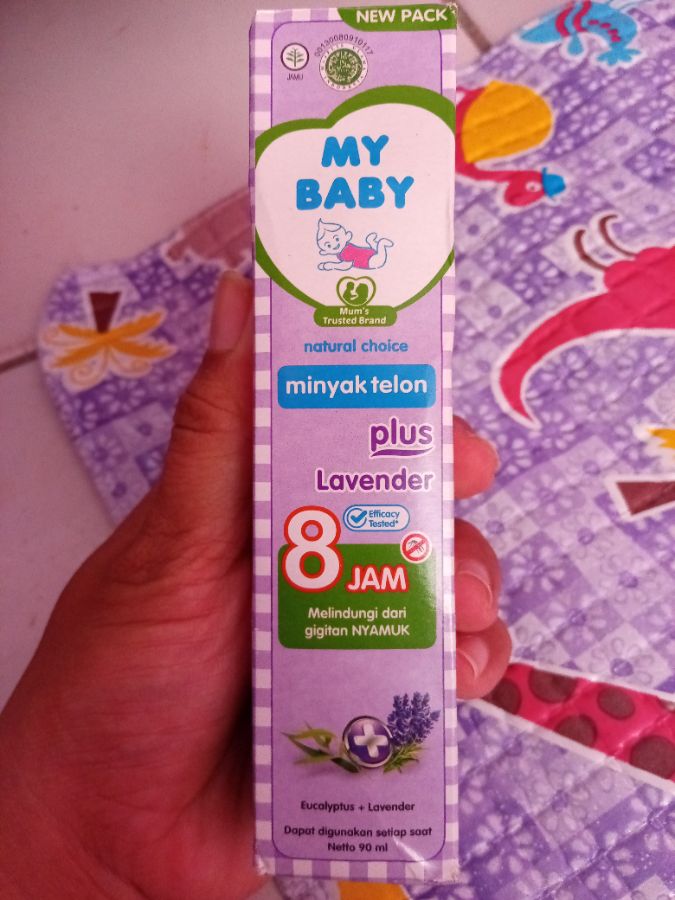 NEW PACK
00130080910117
JAMU
MY
BABY
Mum's
Trusted Brand
natural choice
minyak telon
plus
Lavender
8
JAM
Efficacy
Tested*
Melindungi dari
gigitan NYAMUK
Eucalyptus + Lavender
Dapat digunakan setiap saat
Netto 90 ml